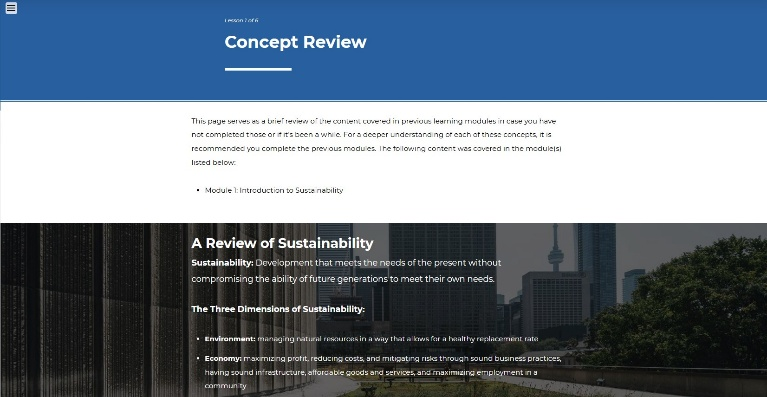 Lesson 1 of 6
Concept Review
This page serves as a brief review of the content covered in previous learning modules in case you have
not completed those or if it's been a while. For a deeper understanding of each of these concepts, it is
recommended you complete the previous modules. The following content was covered in the module(s)
listed below:
• Module 1: Introduction to Sustainability
A Review of Sustainability
Sustainability: Development that meets the needs of the present without
compromising the ability of future generations to meet their own needs.
The Three Dimensions of Sustainability:
• Environment: managing natural resources in a way that allows for a healthy replacement rate
• Economy: maximizing profit, reducing costs, and mitigating risks through sound business practices,
having sound infrastructure, affordable goods and services, and maximizing employment in a
community